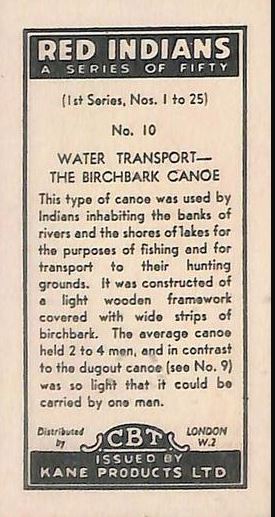 RED INDIANS
A SERIES OF FIFTY
(1st Series, Nos. 1 to 25)
No. 10
WATER TRANSPORT—
THE BIRCHBARK CANOE
This type of canoe was used by
Indians inhabiting the banks of
rivers and the shores of lakes for
the purposes of fishing and for
transport to their hunting
grounds. It was constructed of
a light wooden framework
covered with wide strips of
birchbark. The average canoe
held 2 to 4 men, and in contrast
to the dugout canoe (see No. 9)
was so light that it could be
carried by one man.
Distributed by
CBT
LONDON W.2
ISSUED BY
KANE PRODUCTS LTD